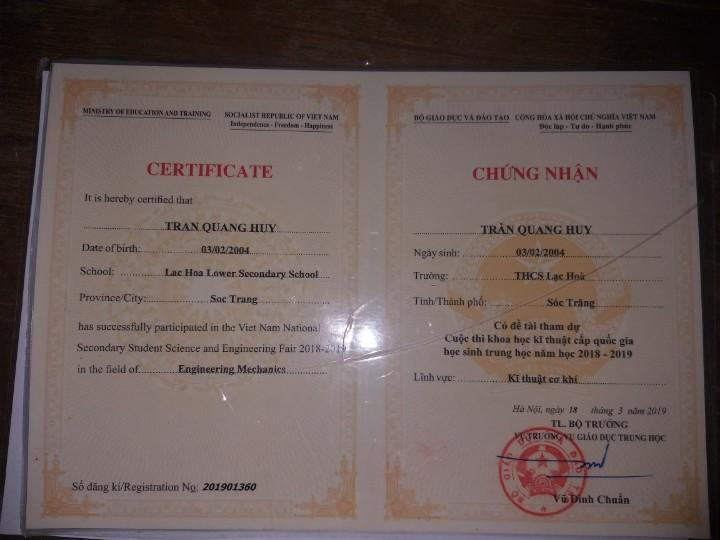 MINISTRY OF EDUCATION AND TRAINING
SOCIALIST REPUBLIC OF VIET NAM
Independence - Freedom - Happiness
CERTIFICATE
It is hereby certified that
TRAN QUANG HUY
Date of birth: 03/02/2004
School: Lac Hoa Lower Secondary School
Province/City: Soc Trang
has successfully participated in the Viet Nam National
Secondary Student Science and Engineering Fair 2018-2019
in the field of Engineering Mechanics
Số đăng kí/Registration No: 201901360
BỘ GIÁO DỤC VÀ ĐÀO TẠO
CỘNG HÒA XÃ HỘI CHỦ NGHĨA VIỆT NAM
Độc lập - Tự do - Hạnh phúc
CHỨNG NHẬN
TRẦN QUANG HUY
Ngày sinh: 03/02/2004
Trường: THCS Lạc Hoà
Tỉnh/Thành phố: Sóc Trăng
Có đề tài tham dự
Cuộc thi khoa học kĩ thuật cấp quốc gia
học sinh trung học năm học 2018 - 2019
Lĩnh vực: Kĩ thuật cơ khí
Hà Nội, ngày 18 tháng 3 năm 2019
TL. BỘ TRƯỞNG
VỤ TRƯỞNG VỤ GIÁO DỤC TRUNG HỌC
Vũ Đình Chuẩn